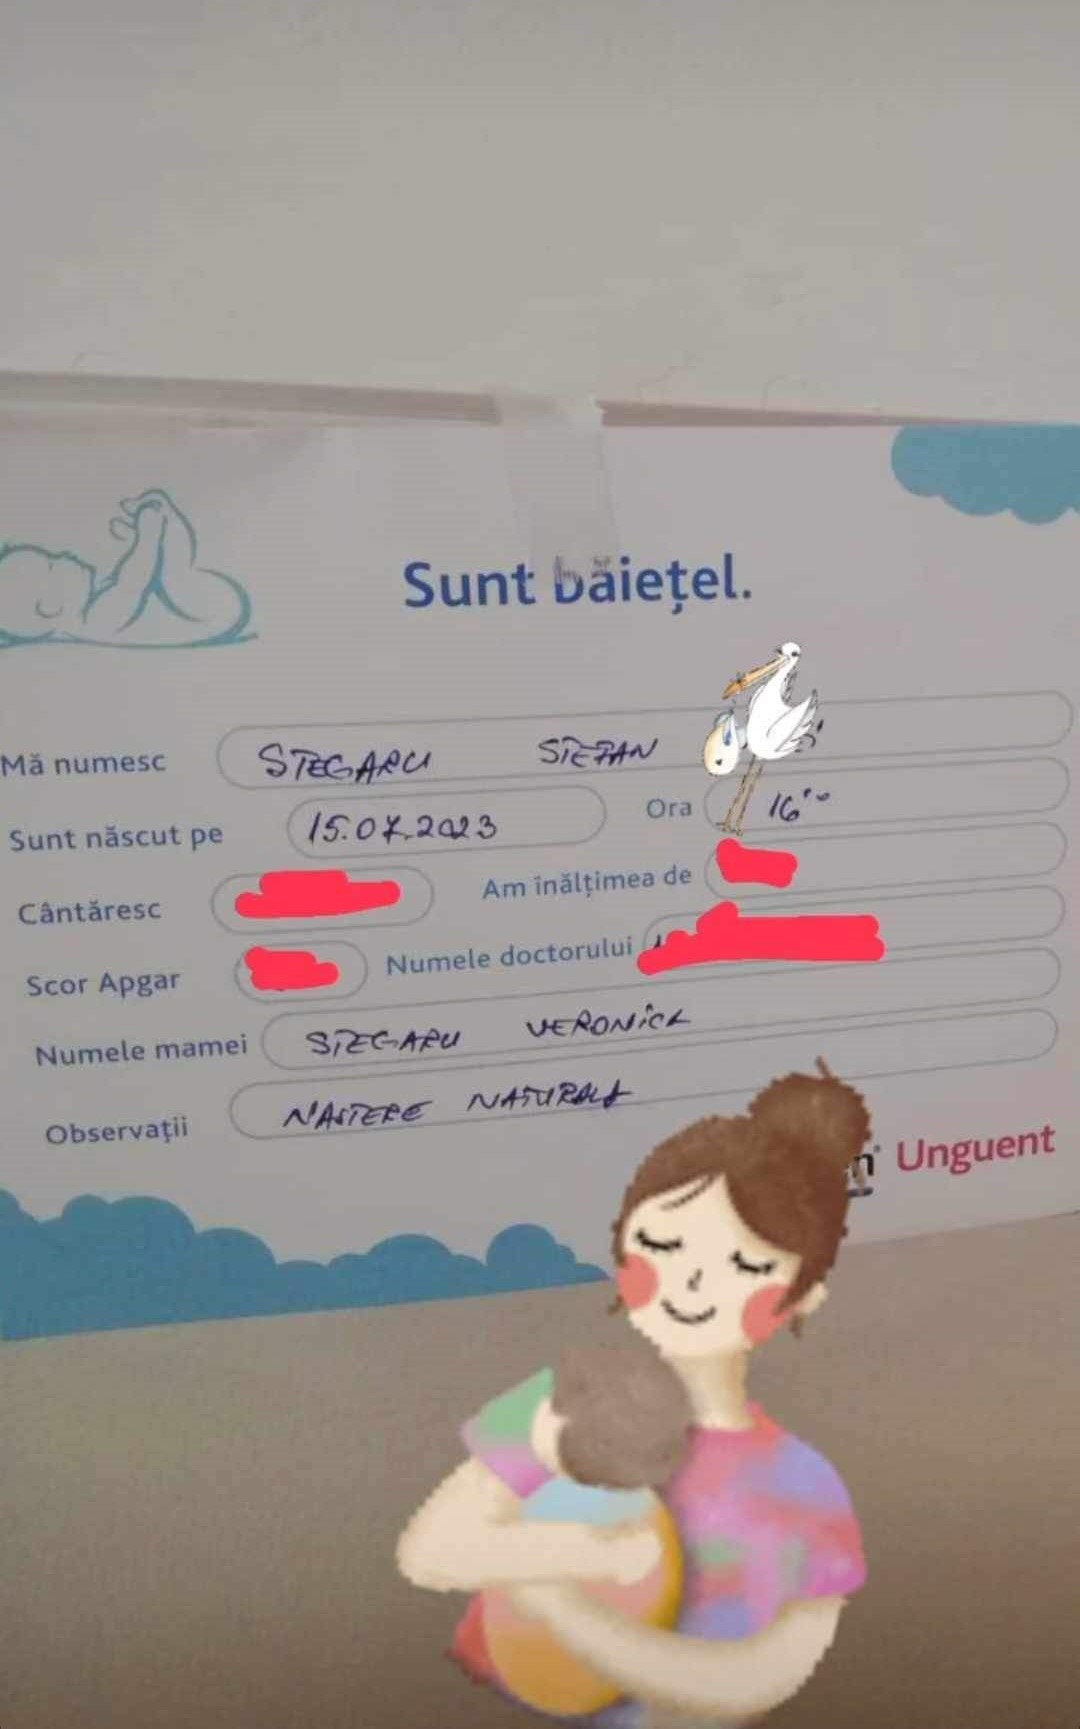 Sunt băiețel.
Mă numesc STEGARU STEFAN
Sunt născut pe 15.07.2023 Ora 16⁰⁰
Cântăresc Am înălțimea de
Scor Apgar Numele doctorului
Numele mamei STEGARU VERONICA
Observații NASTERE NATURALA
Unguent